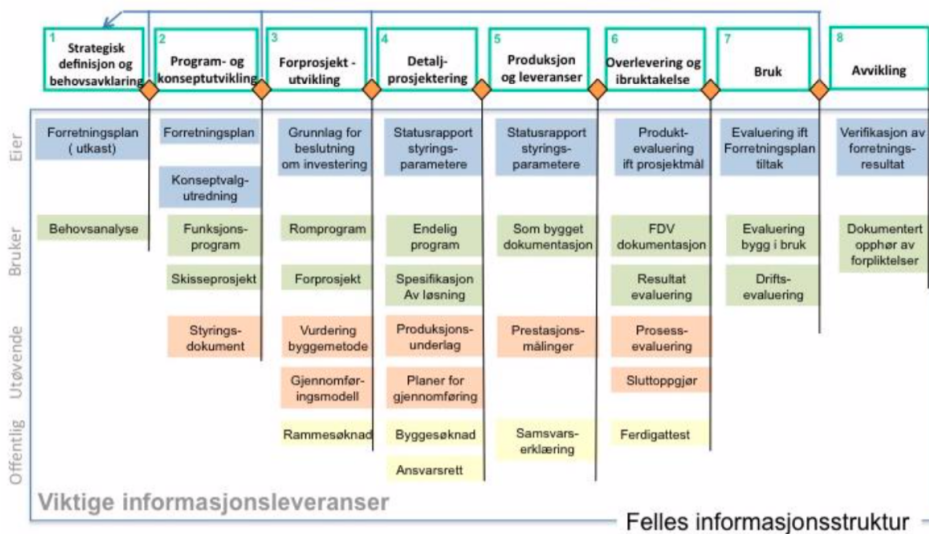 1
Strategisk
definisjon og
behovsavklaring
2
Program- og
konseptutvikling
3
Forprosjekt -
utvikling
4
Detalj-
prosjektering
5
Produksjon
og leveranser
6
Overlevering og
ibruktakelse
7
Bruk
8
Avvikling
Eier
Forretningsplan
( utkast)
Forretningsplan
Konseptvalg-
utredning
Grunnlag for
beslutning
om investering
Statusrapport
styrings-
parametere
Statusrapport
styrings-
parametere
Produkt-
evaluering
ift prosjektmål
Evaluering ift
Forretningsplan
tiltak
Verifikasjon av
forretnings-
resultat
Bruker
Behovsanalyse
Funksjons-
program
Skisseprosjekt
Romprogram
Forprosjekt
Endelig
program
Spesifikasjon
Av løsning
Som bygget
dokumentasjon
FDV
dokumentasjon
Resultat
evaluering
Evaluering
bygg i bruk
Drifts-
evaluering
Dokumentert
opphør av
forpliktelser
Utøvende
Styrings-
dokument
Vurdering
byggemetode
Gjennomfør-
ingsmodell
Produksjons-
underlag
Planer for
gjennomføring
Prestasjons-
målinger
Prosess-
evaluering
Sluttoppgjør
Offentlig
Rammesøknad
Byggesøknad
Ansvarsrett
Samsvars-
erklæring
Ferdigattest
Viktige informasjonsleveranser
Felles informasjonsstruktur